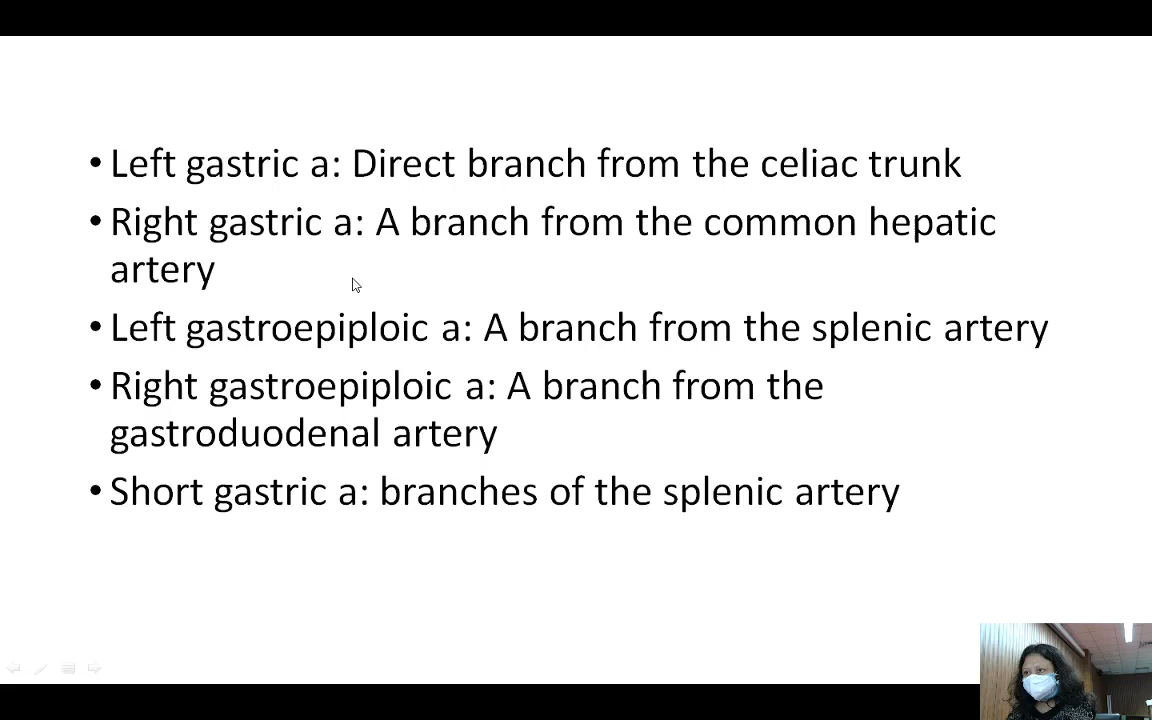 • Left gastric a: Direct branch from the celiac trunk
• Right gastric a: A branch from the common hepatic
artery
• Left gastroepiploic a: A branch from the splenic artery
• Right gastroepiploic a: A branch from the
gastroduodenal artery
• Short gastric a: branches of the splenic artery